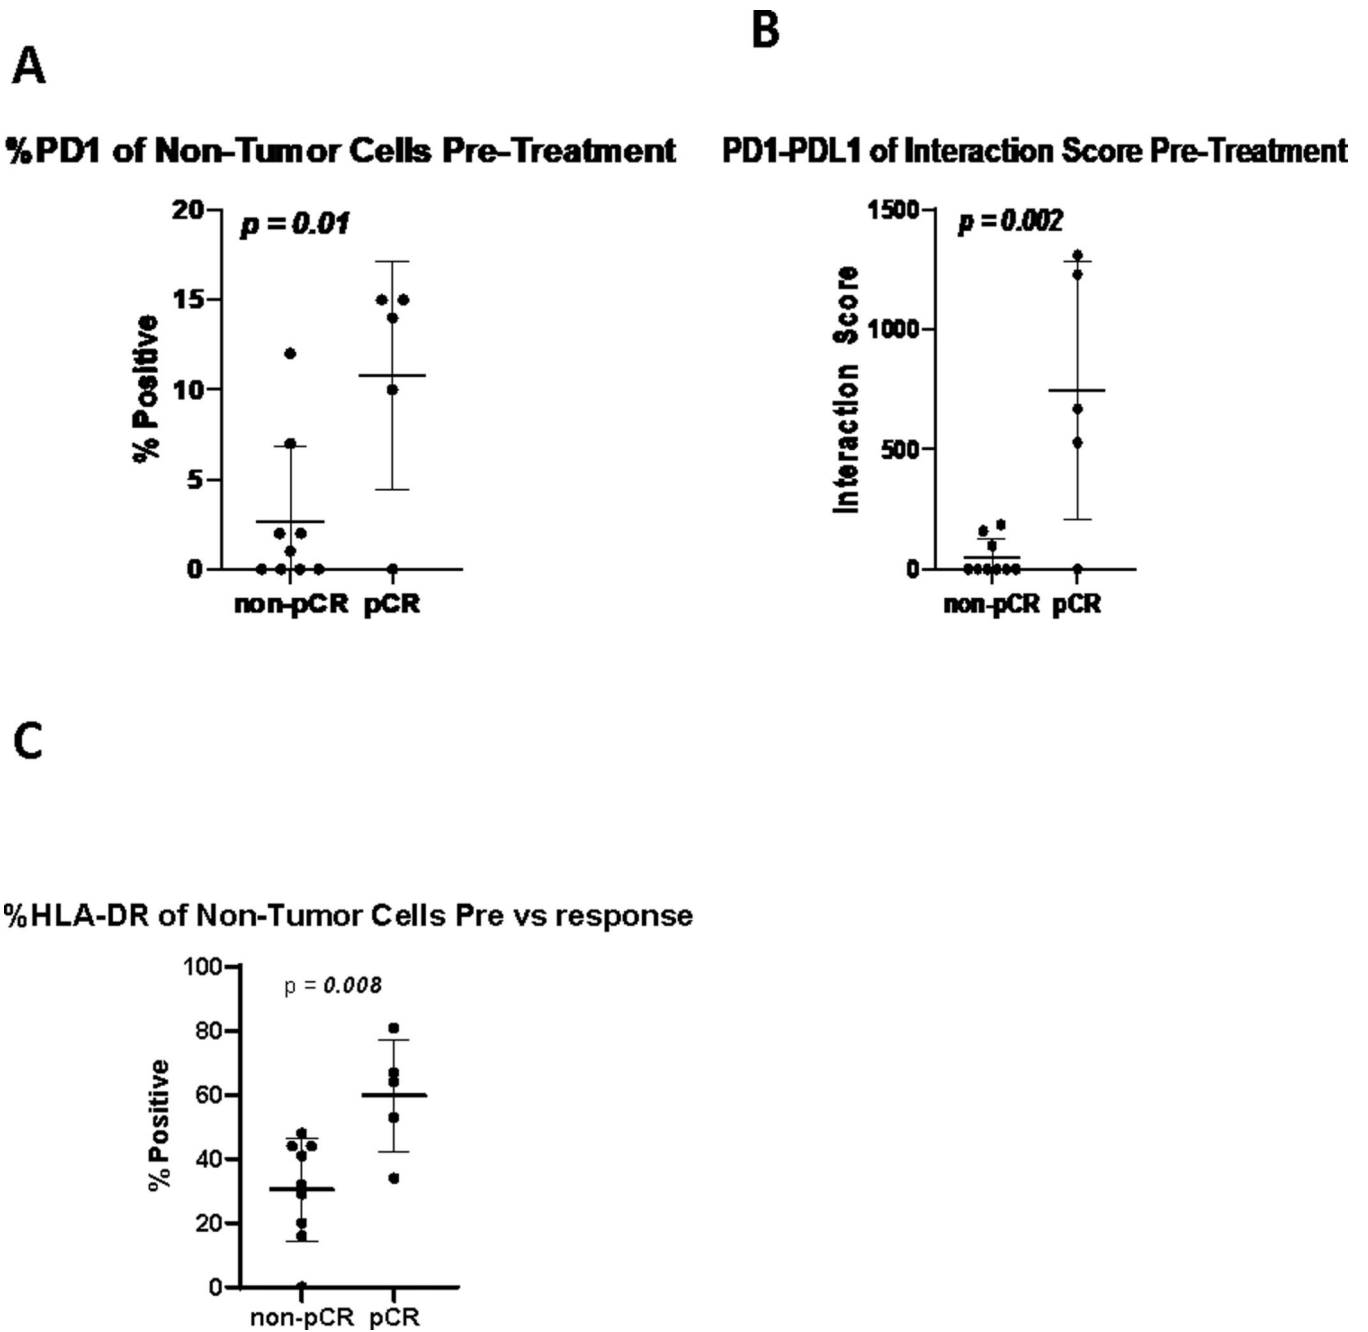 A
%PD1 of Non-Tumor Cells Pre-Treatment
20
p = 0.01
15
10
5
0
% Positive
non-pCR pCR
B
PD1-PDL1 of Interaction Score Pre-Treatment
1500
p = 0.002
1000
500
0
Interaction Score
non-pCR pCR
C
%HLA-DR of Non-Tumor Cells Pre vs response
100
p = 0.008
80
60
40
20
0
% Positive
non-pCR pCR